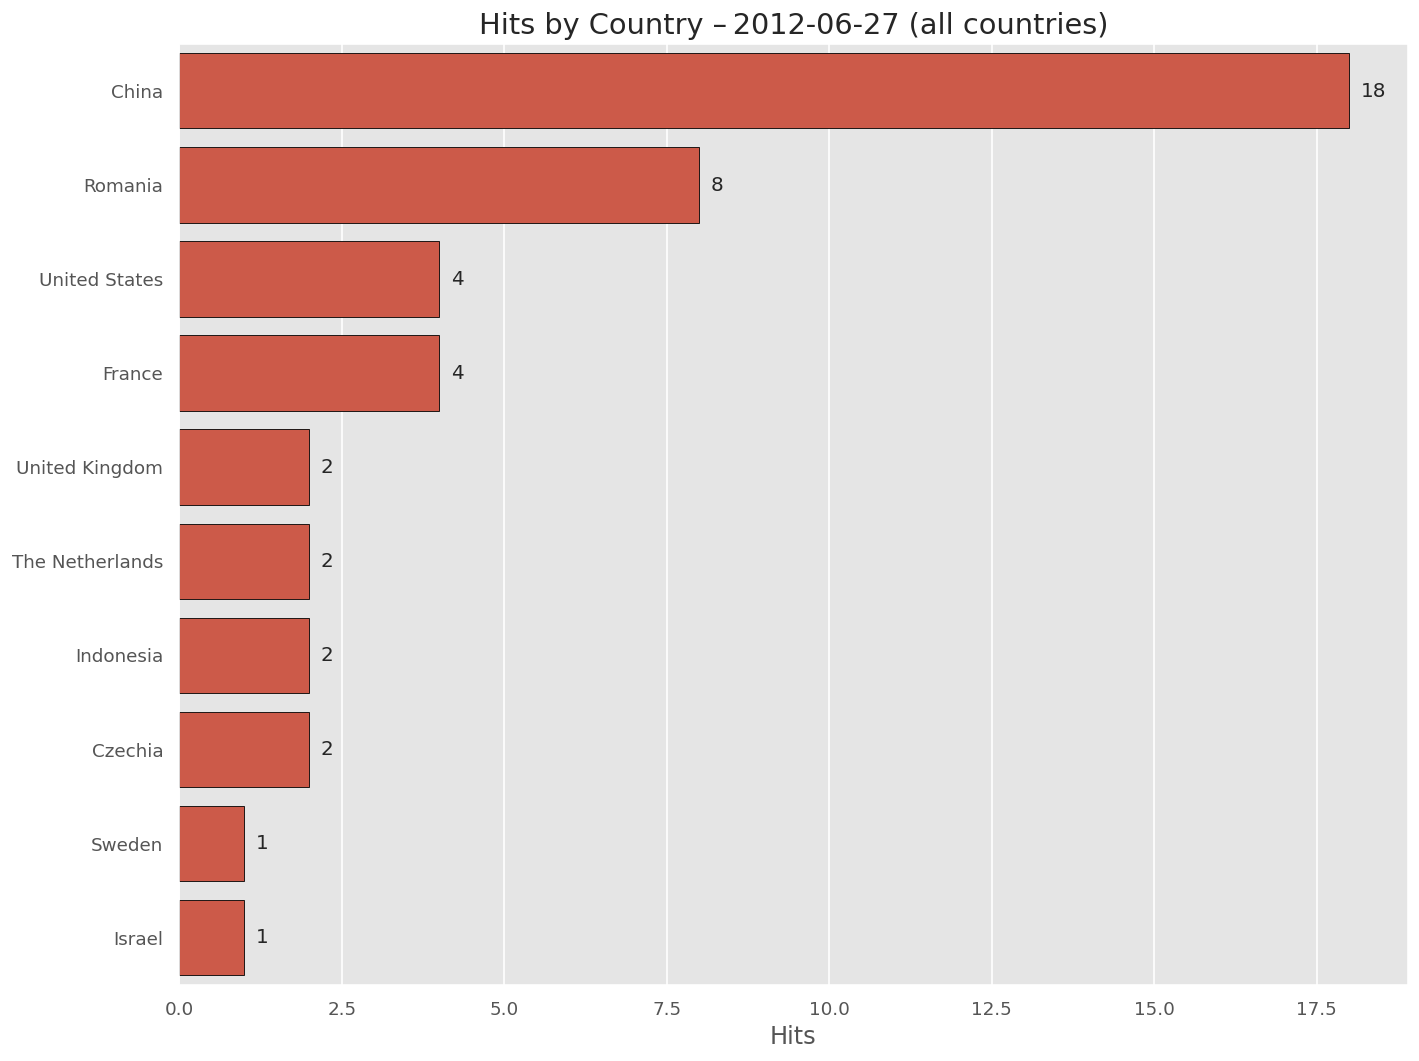 Hits by Country – 2012-06-27 (all countries)
China 18
Romania 8
United States 4
France 4
United Kingdom 2
The Netherlands 2
Indonesia 2
Czechia 2
Sweden 1
Israel 1
0.0 2.5 5.0 7.5 10.0 12.5 15.0 17.5
Hits